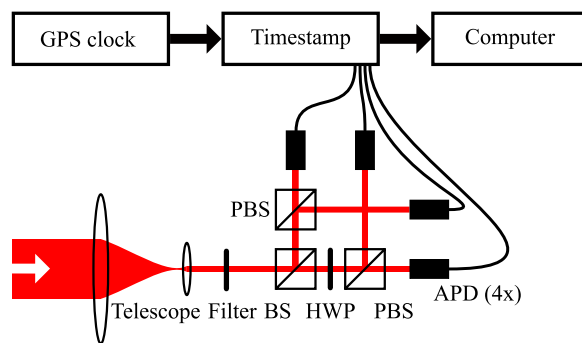 GPS clock
Timestamp
Computer
PBS
Telescope
Filter
BS
HWP
PBS
APD (4x)